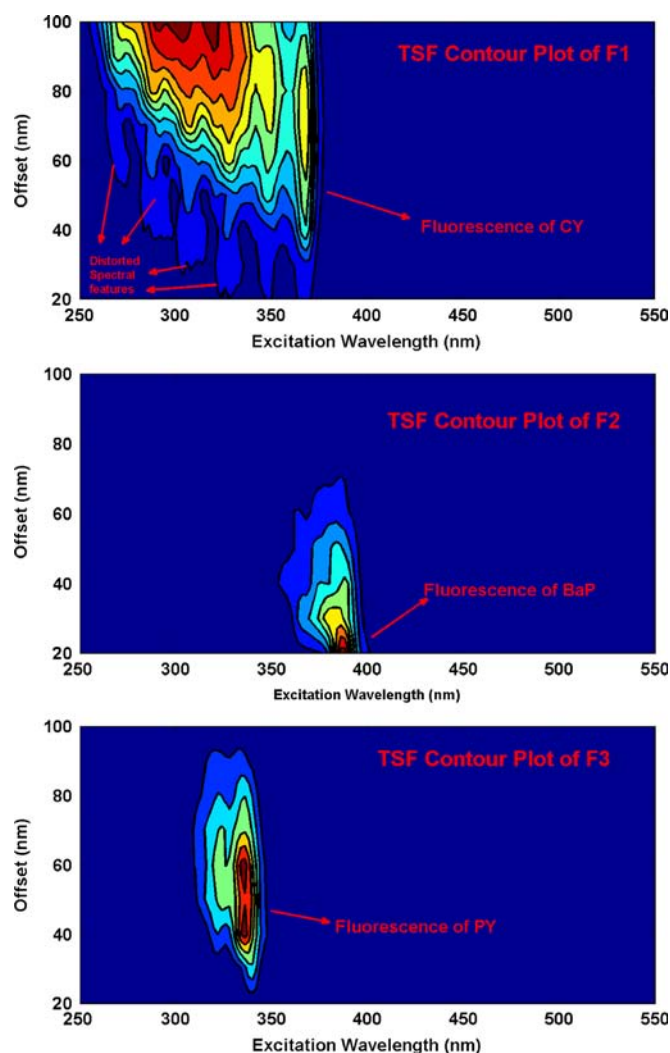 100
TSF Contour Plot of F1
80
60
Offset (nm)
40
Fluorescence of CY
Distorted
Spectral
features
20
250 300 350 400 450 500 550
Excitation Wavelength (nm)
100
TSF Contour Plot of F2
80
60
Offset (nm)
40
Fluorescence of BaP
20
250 300 350 400 450 500 550
Excitation Wavelength (nm)
100
TSF Contour Plot of F3
80
60
Offset (nm)
40
Fluorescence of PY
20
250 300 350 400 450 500 550
Excitation Wavelength (nm)